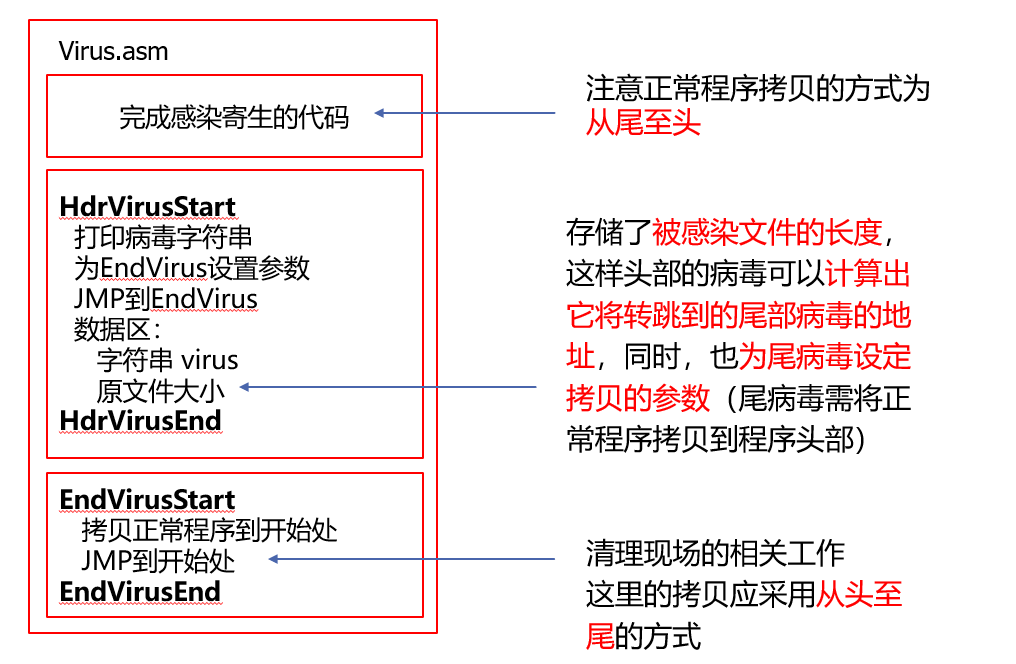 Virus.asm
完成感染寄生的代码
HdrVirusStart
打印病毒字符串
为EndVirus设置参数
JMP到EndVirus
数据区：
字符串 virus
原文件大小
HdrVirusEnd
EndVirusStart
拷贝正常程序到开始处
JMP到开始处
EndVirusEnd
注意正常程序拷贝的方式为
从尾至头
存储了被感染文件的长度，
这样头部的病毒可以计算出
它将转跳到的尾部病毒的地
址，同时，也为尾病毒设定
拷贝的参数（尾病毒需将正
常程序拷贝到程序头部）
清理现场的相关工作
这里的拷贝应采用从头至
尾的方式